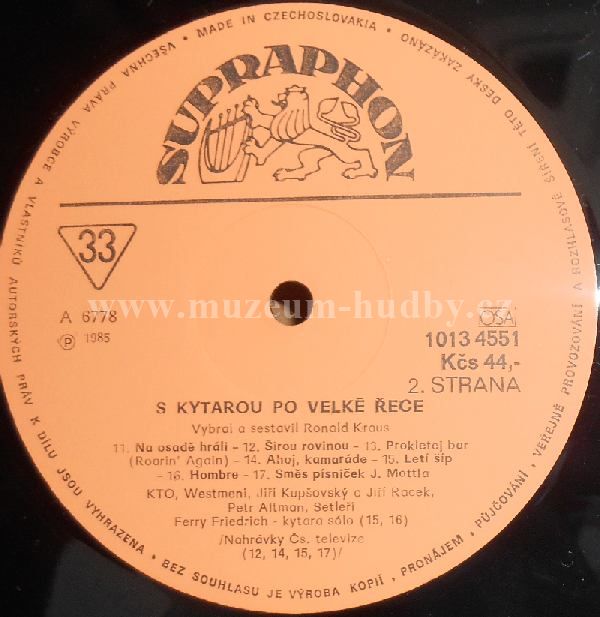 VŠECHNA PRÁVA VÝROBCE A VLASTNÍKŮ AUTORSKÝCH PRÁV K DÍLU JSOU VYHRAZENA • BEZ SOUHLASU JE VÝROBA KOPIÍ, PRONÁJEM, PŮJČOVÁNÍ, VEŘEJNÉ PROVOZOVÁNÍ A ROZHLASOVÉ ŠÍŘENÍ TÉTO DESKY ZAKÁZÁNO • MADE IN CZECHOSLOVAKIA •
SUPRAPHON
33
www.muzeum-hudby.cz
A 6778
Ⓟ 1985
OSA
1013 4551
Kčs 44,-
2. STRANA
S KYTAROU PO VELKÉ ŘECE
Vybral a sestavil Ronald Kraus
11. Na osadě hráli – 12. Širou rovinou – 13. Prokletej bar
(Roarin' Again) – 14. Ahoj, kamaráde – 15. Letí šíp
– 16. Hombre – 17. Směs písniček J. Mottla
KTO, Westmeni, Jiří Kupšovský a Jiří Racek,
Petr Altman, Setleři
Ferry Friedrich - kytara sólo (15, 16)
/Nahrávky Čs. televize
(12, 14, 15, 17)/